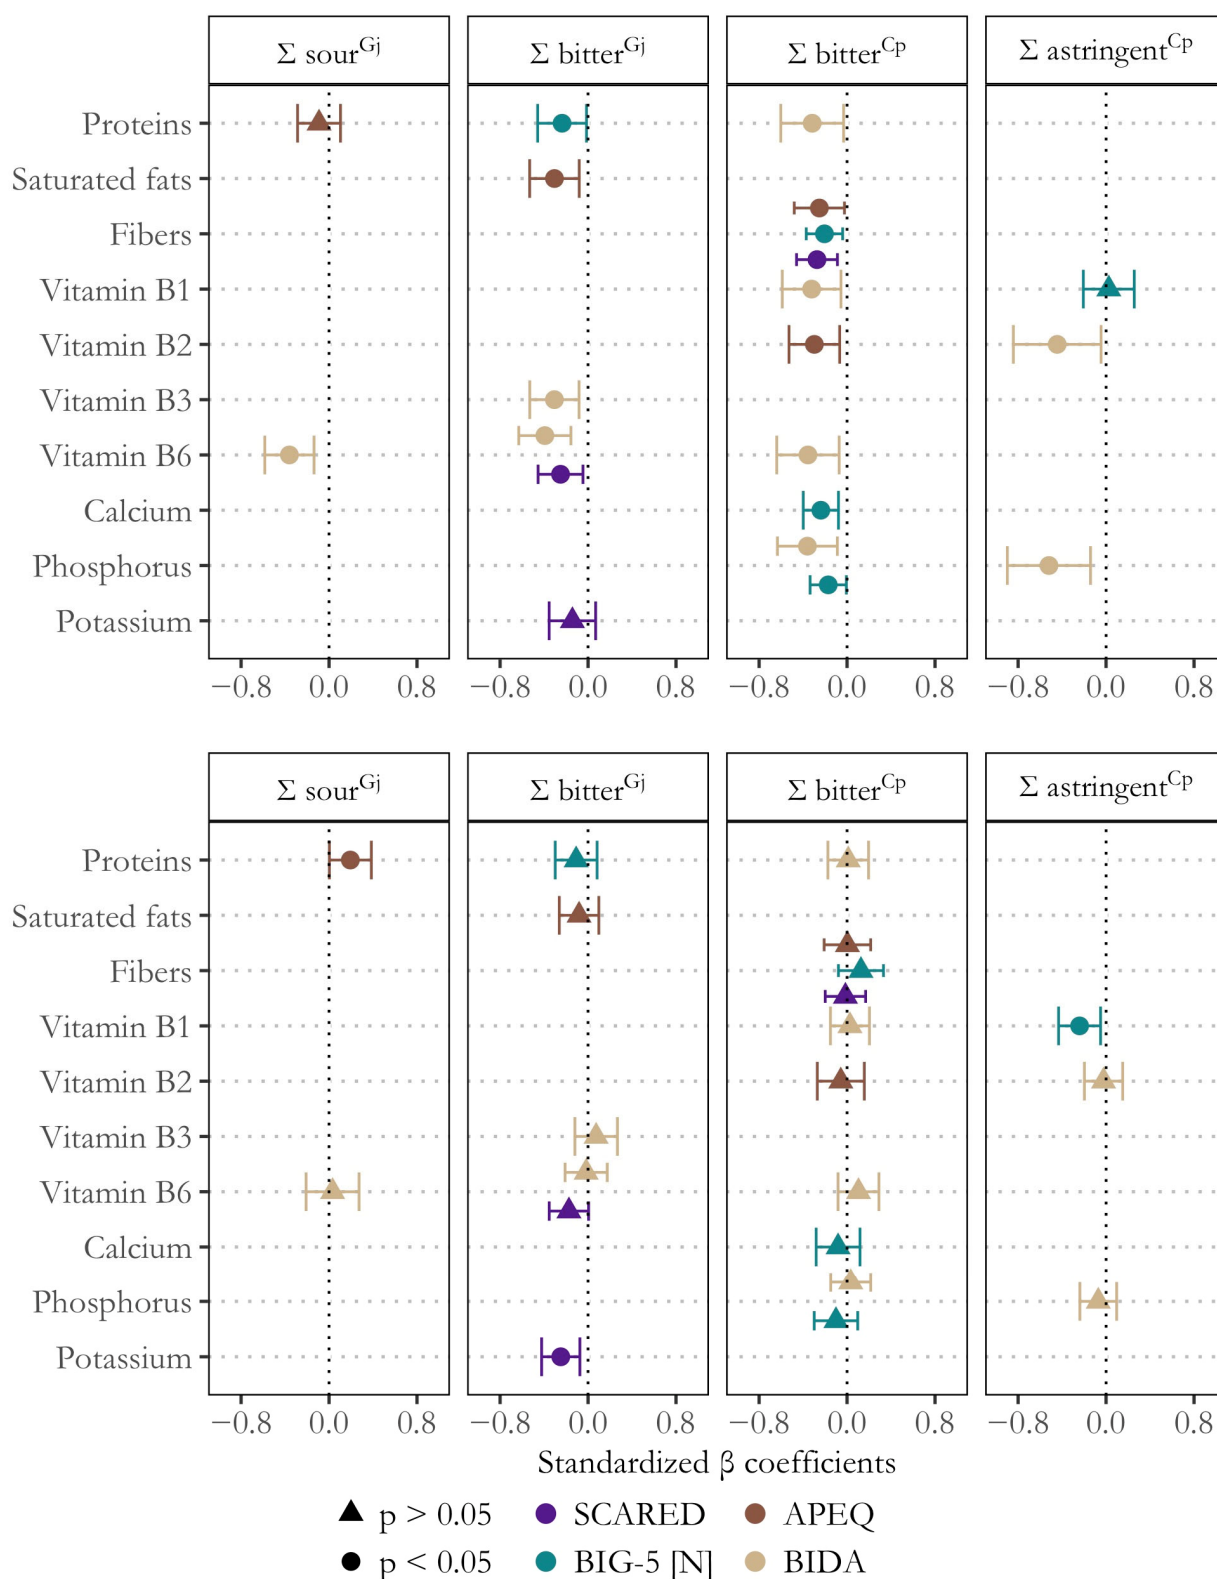 Σ sour^Gj Σ bitter^Gj Σ bitter^Cp Σ astringent^Cp
Proteins
Saturated fats
Fibers
Vitamin B1
Vitamin B2
Vitamin B3
Vitamin B6
Calcium
Phosphorus
Potassium
−0.8 0.0 0.8 −0.8 0.0 0.8 −0.8 0.0 0.8 −0.8 0.0 0.8
Σ sour^Gj Σ bitter^Gj Σ bitter^Cp Σ astringent^Cp
Proteins
Saturated fats
Fibers
Vitamin B1
Vitamin B2
Vitamin B3
Vitamin B6
Calcium
Phosphorus
Potassium
−0.8 0.0 0.8 −0.8 0.0 0.8 −0.8 0.0 0.8 −0.8 0.0 0.8
Standardized β coefficients
p > 0.05 SCARED APEQ
p < 0.05 BIG-5 [N] BIDA